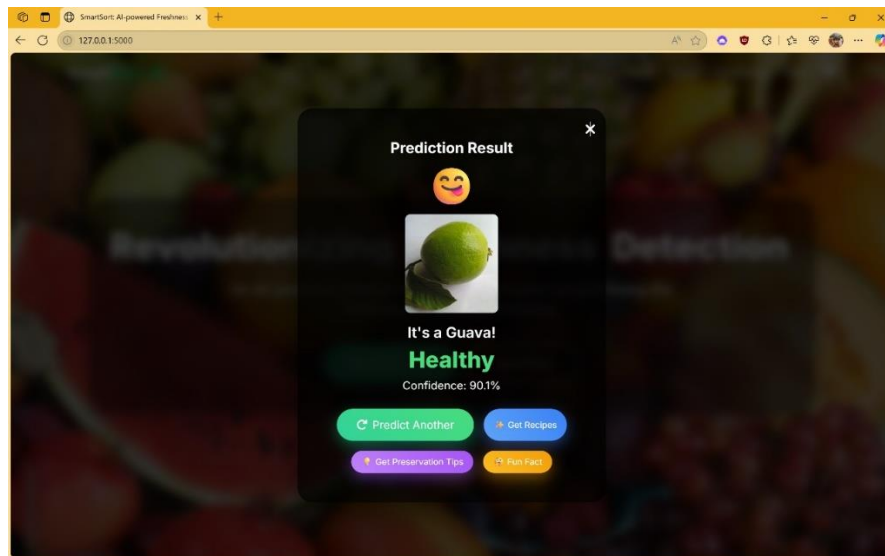 SmartSort: AI-powered Freshness
127.0.0.1:5000
Prediction Result
It's a Guava!
Healthy
Confidence: 90.1%
Predict Another
Get Recipes
Get Preservation Tips
Fun Fact
Detection